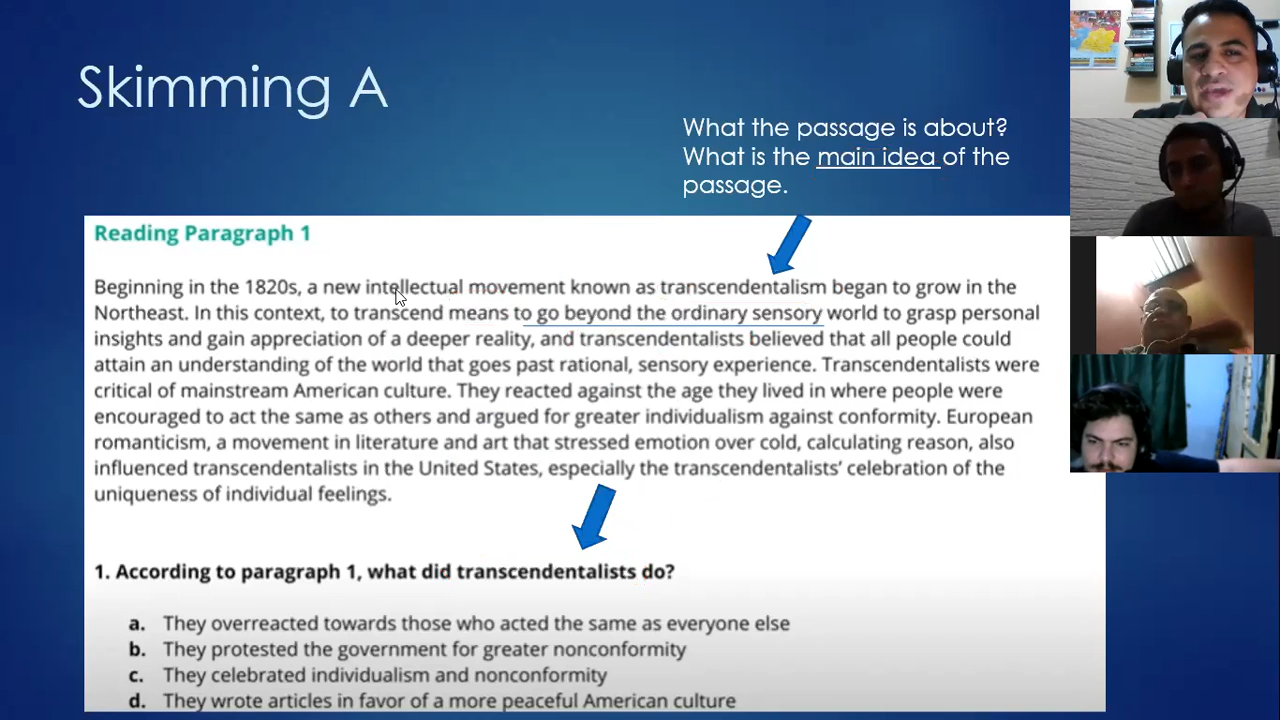 Skimming A
What the passage is about?
What is the main idea of the
passage.
Reading Paragraph 1
Beginning in the 1820s, a new intellectual movement known as transcendentalism began to grow in the
Northeast. In this context, to transcend means to go beyond the ordinary sensory world to grasp personal
insights and gain appreciation of a deeper reality, and transcendentalists believed that all people could
attain an understanding of the world that goes past rational, sensory experience. Transcendentalists were
critical of mainstream American culture. They reacted against the age they lived in where people were
encouraged to act the same as others and argued for greater individualism against conformity. European
romanticism, a movement in literature and art that stressed emotion over cold, calculating reason, also
influenced transcendentalists in the United States, especially the transcendentalists’ celebration of the
uniqueness of individual feelings.
1. According to paragraph 1, what did transcendentalists do?
a. They overreacted towards those who acted the same as everyone else
b. They protested the government for greater nonconformity
c. They celebrated individualism and nonconformity
d. They wrote articles in favor of a more peaceful American culture